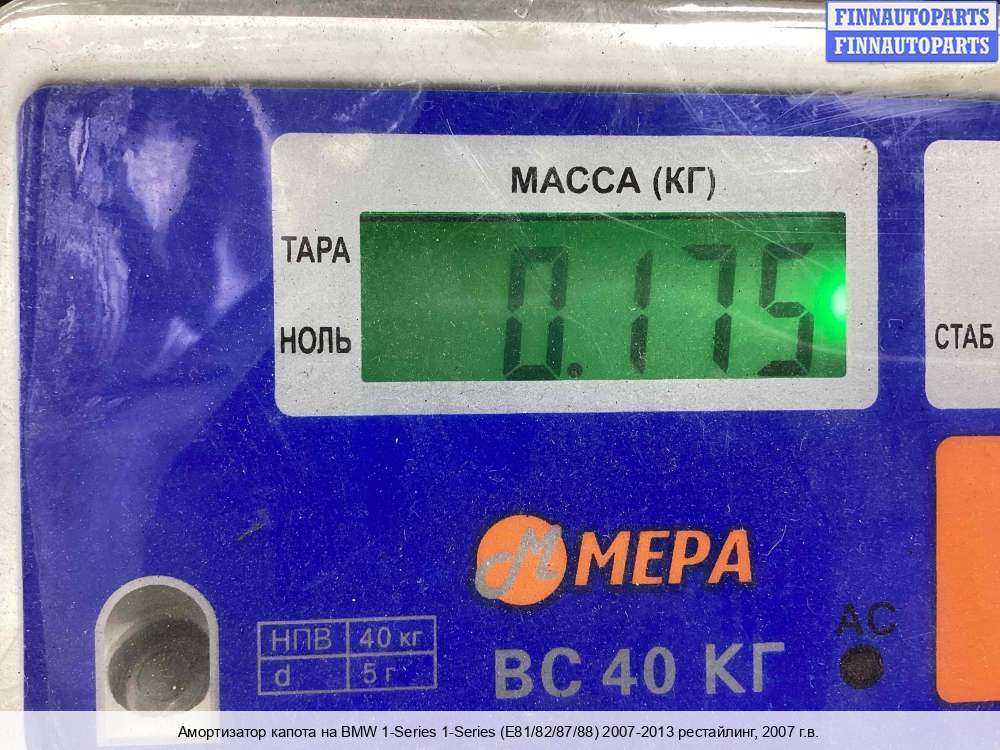 FINNAUTOPARTS
FINNAUTOPARTS
МАССА (КГ)
ТАРА
0.175
НОЛЬ
СТАБ
М МЕРА
АС
НПВ 40 кг
d 5 г
ВС 40 КГ
Амортизатор капота на BMW 1-Series 1-Series (E81/82/87/88) 2007-2013 рестайлинг, 2007 г.в.